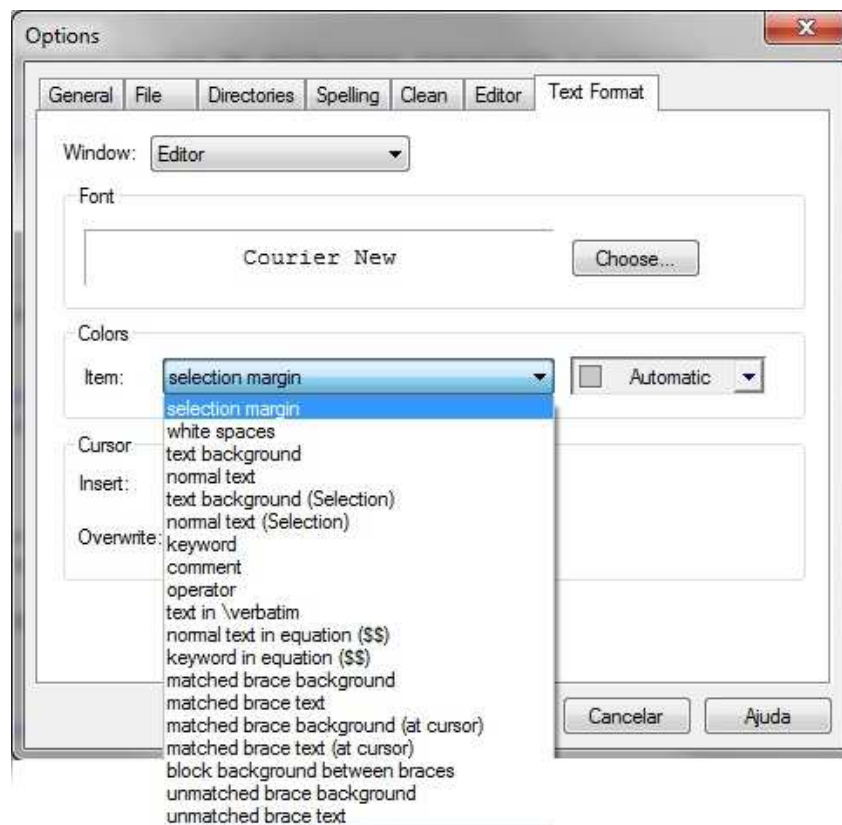 Options
General File Directories Spelling Clean Editor Text Format
Window: Editor
Font
Courier New Choose...
Colors
Item: selection margin Automatic
selection margin
white spaces
Cursor
text background
Insert: normal text
text background (Selection)
normal text (Selection)
Overwrite: keyword
comment
operator
text in \verbatim
normal text in equation ($$)
keyword in equation ($$)
matched brace background
matched brace text
matched brace background (at cursor)
matched brace text (at cursor)
block background between braces
unmatched brace background
unmatched brace text
Cancelar Ajuda